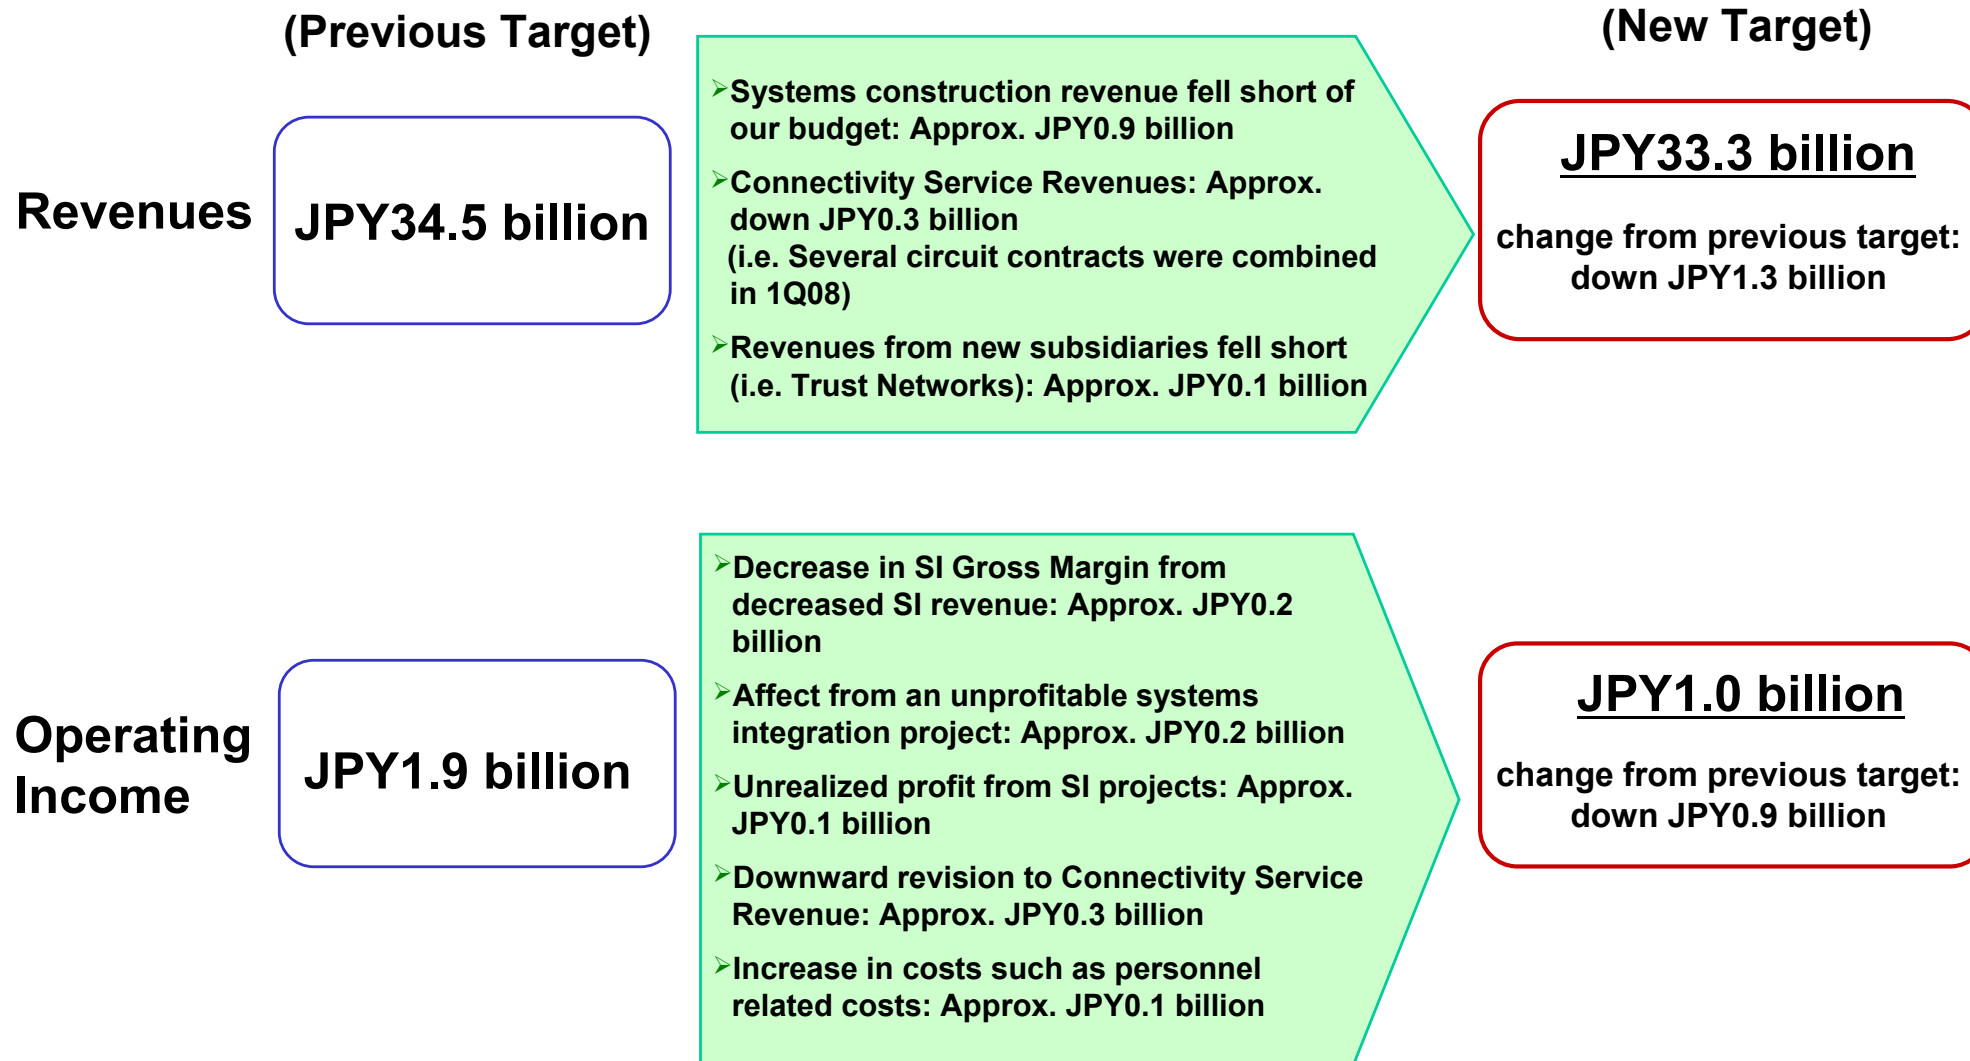 (Previous Target)
(New Target)
Revenues
JPY34.5 billion
➢Systems construction revenue fell short of
our budget: Approx. JPY0.9 billion
➢Connectivity Service Revenues: Approx.
down JPY0.3 billion
(i.e. Several circuit contracts were combined
in 1Q08)
➢Revenues from new subsidiaries fell short
(i.e. Trust Networks): Approx. JPY0.1 billion
JPY33.3 billion
change from previous target:
down JPY1.3 billion
Operating
Income
JPY1.9 billion
➢Decrease in SI Gross Margin from
decreased SI revenue: Approx. JPY0.2
billion
➢Affect from an unprofitable systems
integration project: Approx. JPY0.2 billion
➢Unrealized profit from SI projects: Approx.
JPY0.1 billion
➢Downward revision to Connectivity Service
Revenue: Approx. JPY0.3 billion
➢Increase in costs such as personnel
related costs: Approx. JPY0.1 billion
JPY1.0 billion
change from previous target:
down JPY0.9 billion